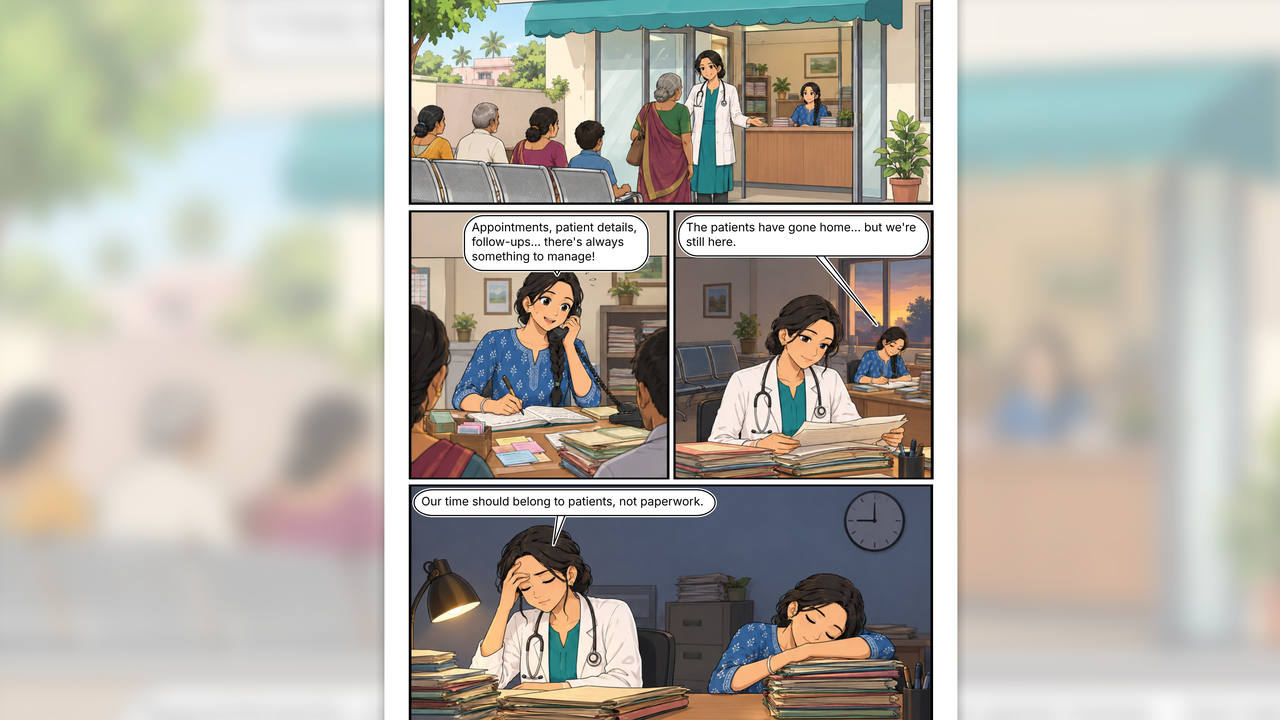 Appointments, patient details,
follow-ups... there's always
something to manage!
The patients have gone home... but we're
still here.
Our time should belong to patients, not paperwork.